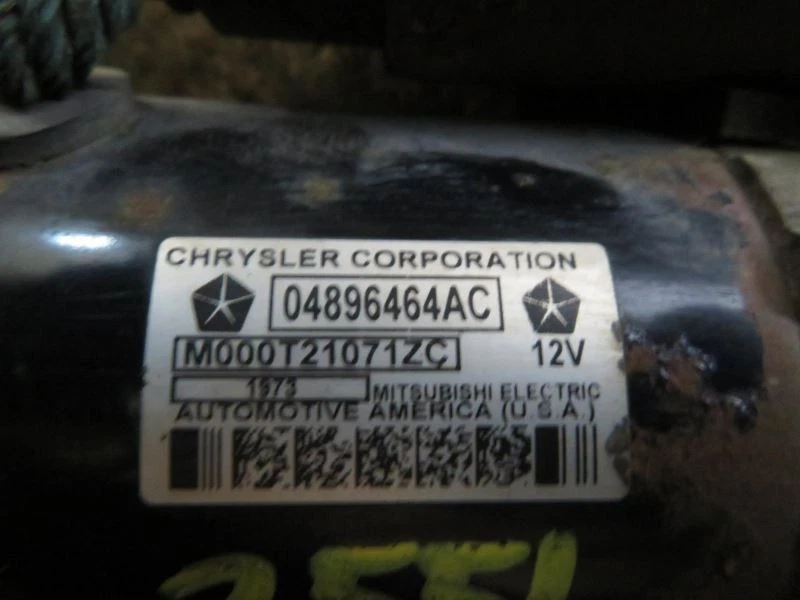 CHRYSLER CORPORATION
04896464AC
M000T21071ZC 12V
1973 MITSUBISHI ELECTRIC
AUTOMOTIVE AMERICA (U.S.A.)